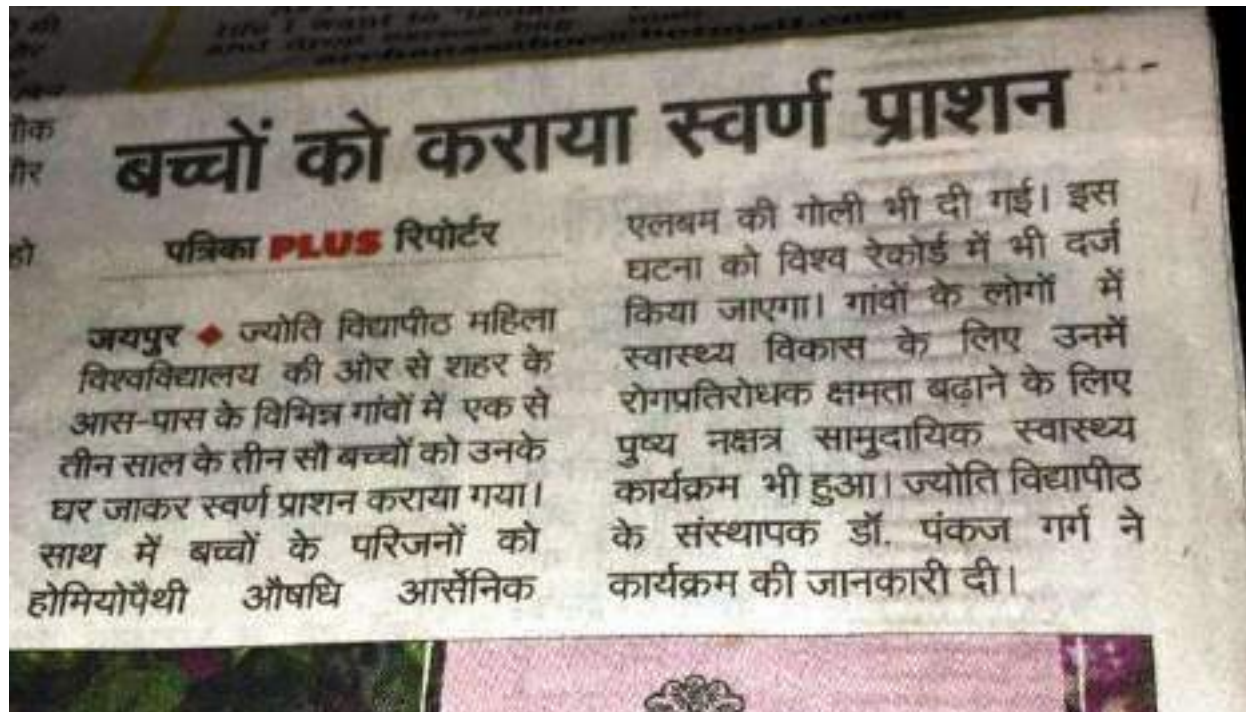 बच्चों को कराया स्वर्ण प्राशन
पत्रिका PLUS रिपोर्टर
जयपुर ◆ ज्योति विद्यापीठ महिला
विश्वविद्यालय की ओर से शहर के
आस-पास के विभिन्न गांवों में एक से
तीन साल के तीन सौ बच्चों को उनके
घर जाकर स्वर्ण प्राशन कराया गया।
साथ में बच्चों के परिजनों को
होमियोपैथी औषधि आर्सेनिक
एलबम की गोली भी दी गई। इस
घटना को विश्व रेकोर्ड में भी दर्ज
किया जाएगा। गांवों के लोगों में
स्वास्थ्य विकास के लिए उनमें
रोगप्रतिरोधक क्षमता बढ़ाने के लिए
पुष्य नक्षत्र सामुदायिक स्वास्थ्य
कार्यक्रम भी हुआ। ज्योति विद्यापीठ
के संस्थापक डॉ. पंकज गर्ग ने
कार्यक्रम की जानकारी दी।